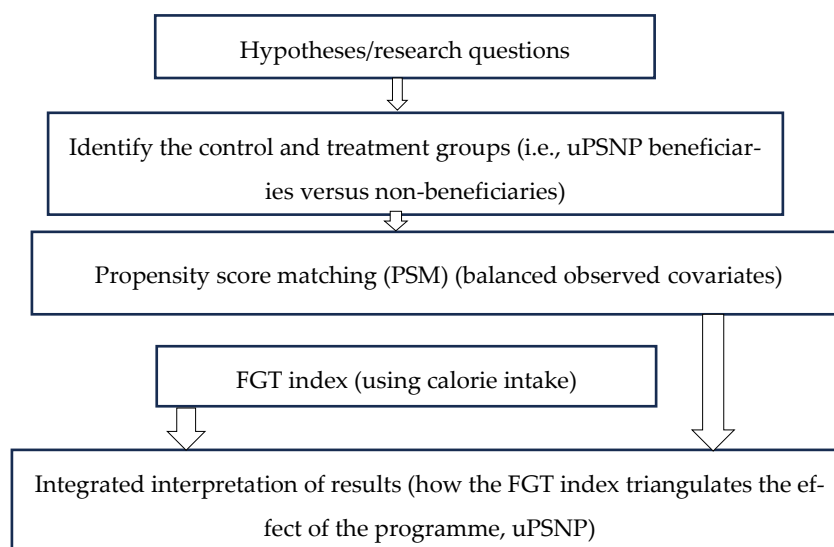 Hypotheses/research questions
Identify the control and treatment groups (i.e., uPSNP beneficiar-
ies versus non-beneficiaries)
Propensity score matching (PSM) (balanced observed covariates)
FGT index (using calorie intake)
Integrated interpretation of results (how the FGT index triangulates the ef-
fect of the programme, uPSNP)